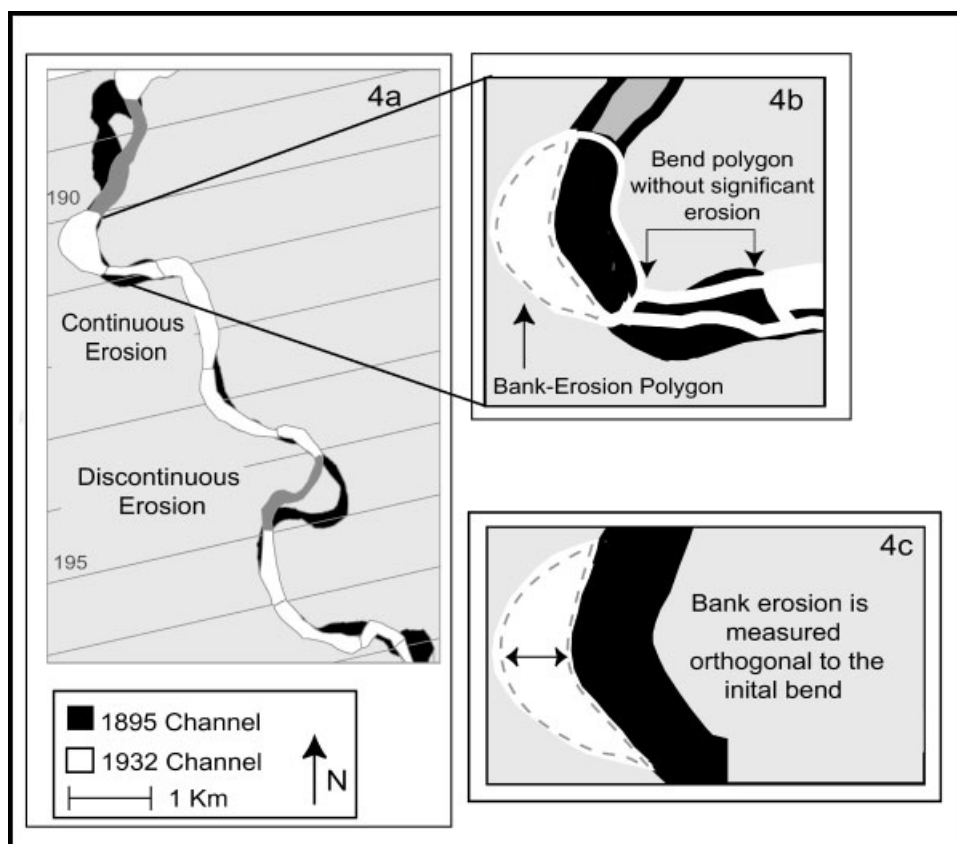 4a
190
Continuous
Erosion
Discontinuous
Erosion
195
1895 Channel
1932 Channel
1 Km
N
4b
Bend polygon
without significant
erosion
Bank-Erosion Polygon
4c
Bank erosion is
measured
orthogonal to the
inital bend